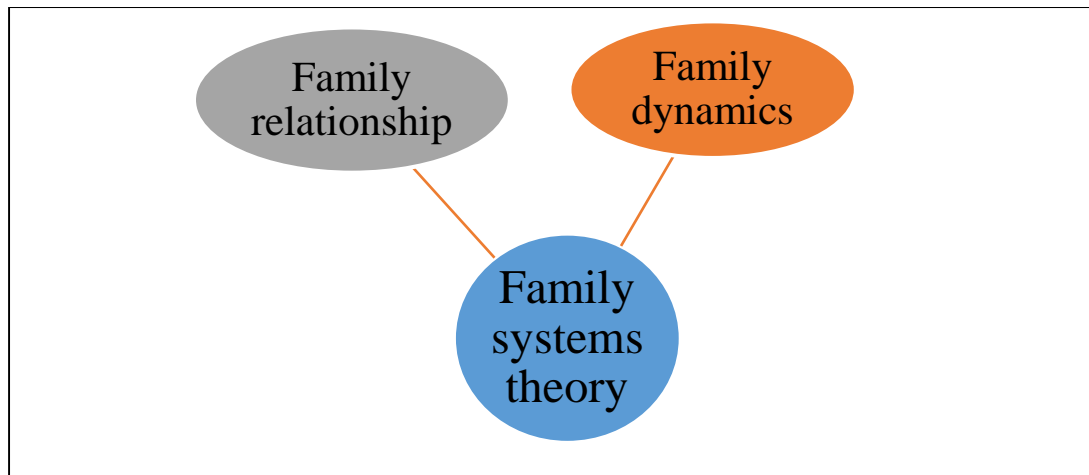 Family
relationship
Family
dynamics
Family
systems
theory